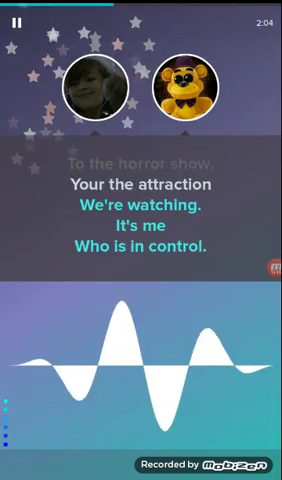 2:04
To the horror show.
Your the attraction
We're watching.
It's me
Who is in control.
Recorded by mobizen